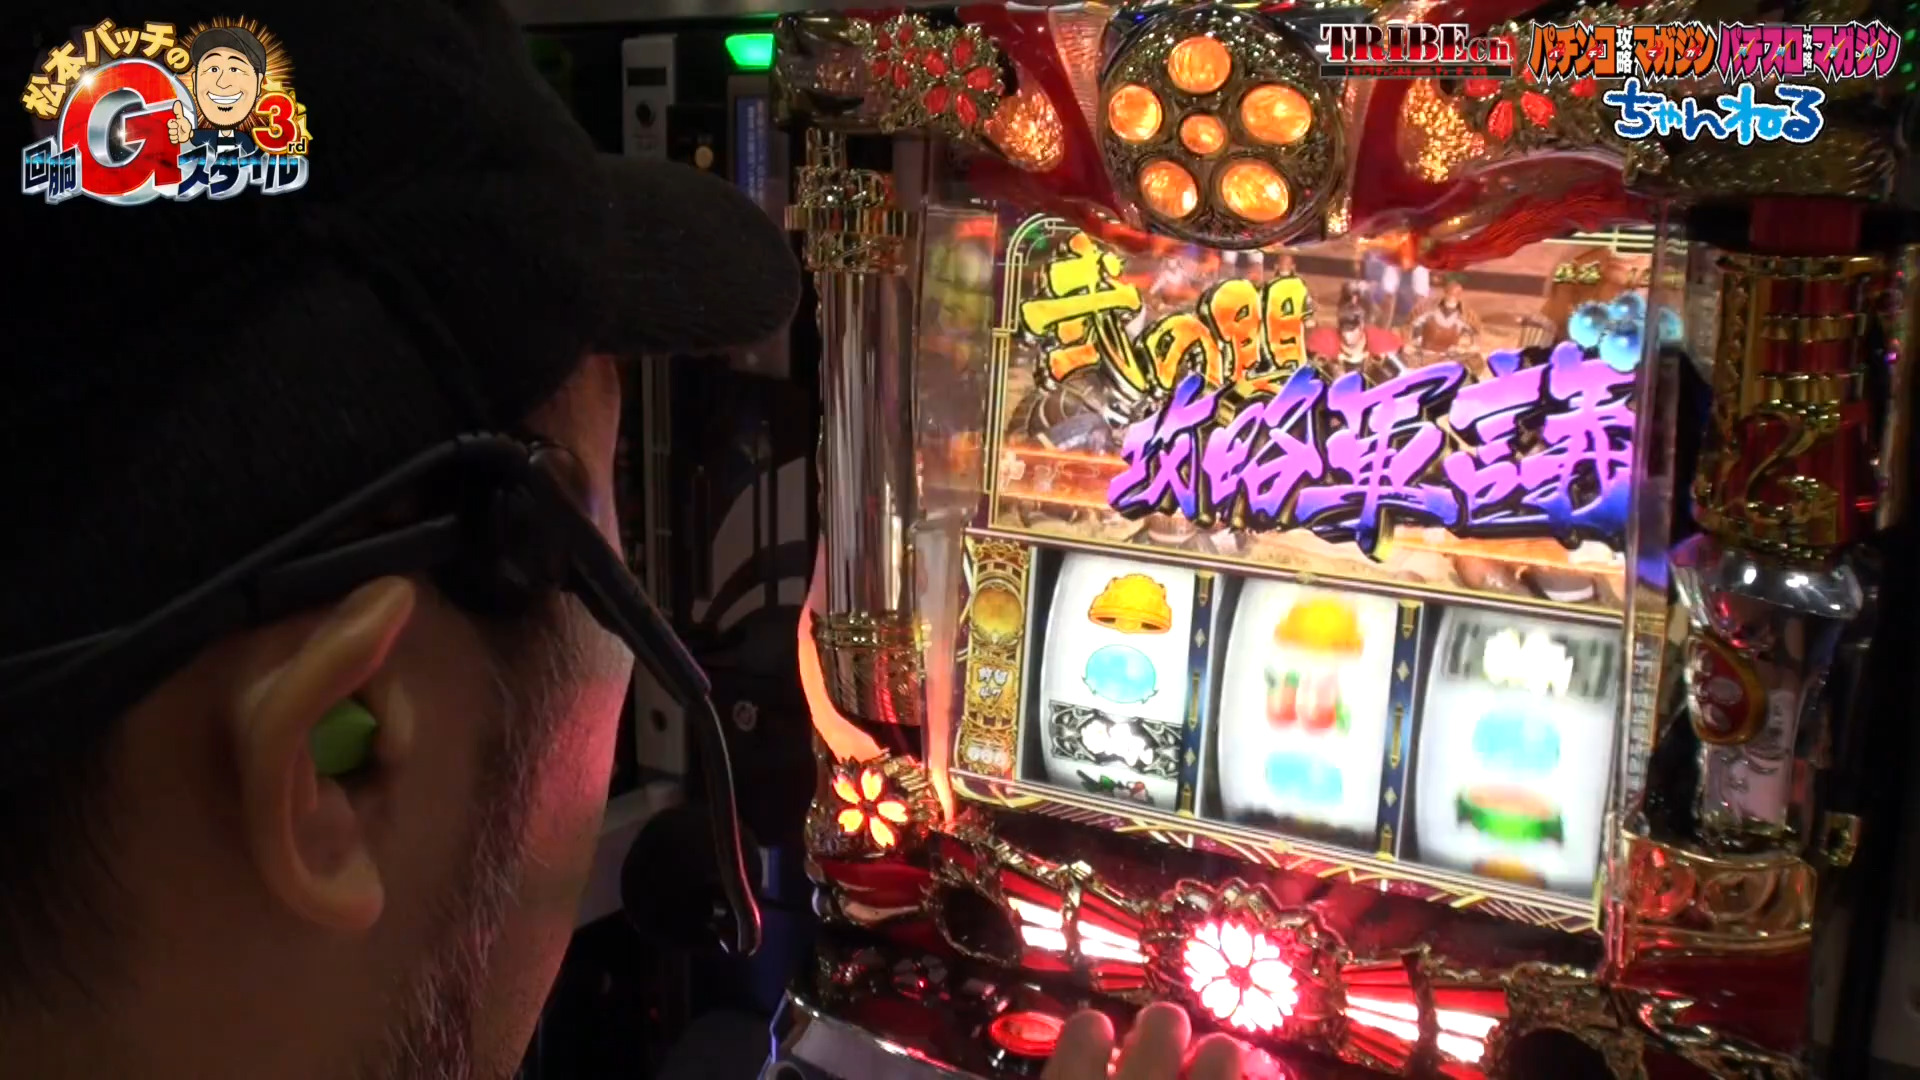 松本バッチの
回胴Gスタイル 3rd
TRIBEch
パチンコ攻略マガジン パチスロ攻略マガジン
ちゃんねる
弐の関
攻略軍議